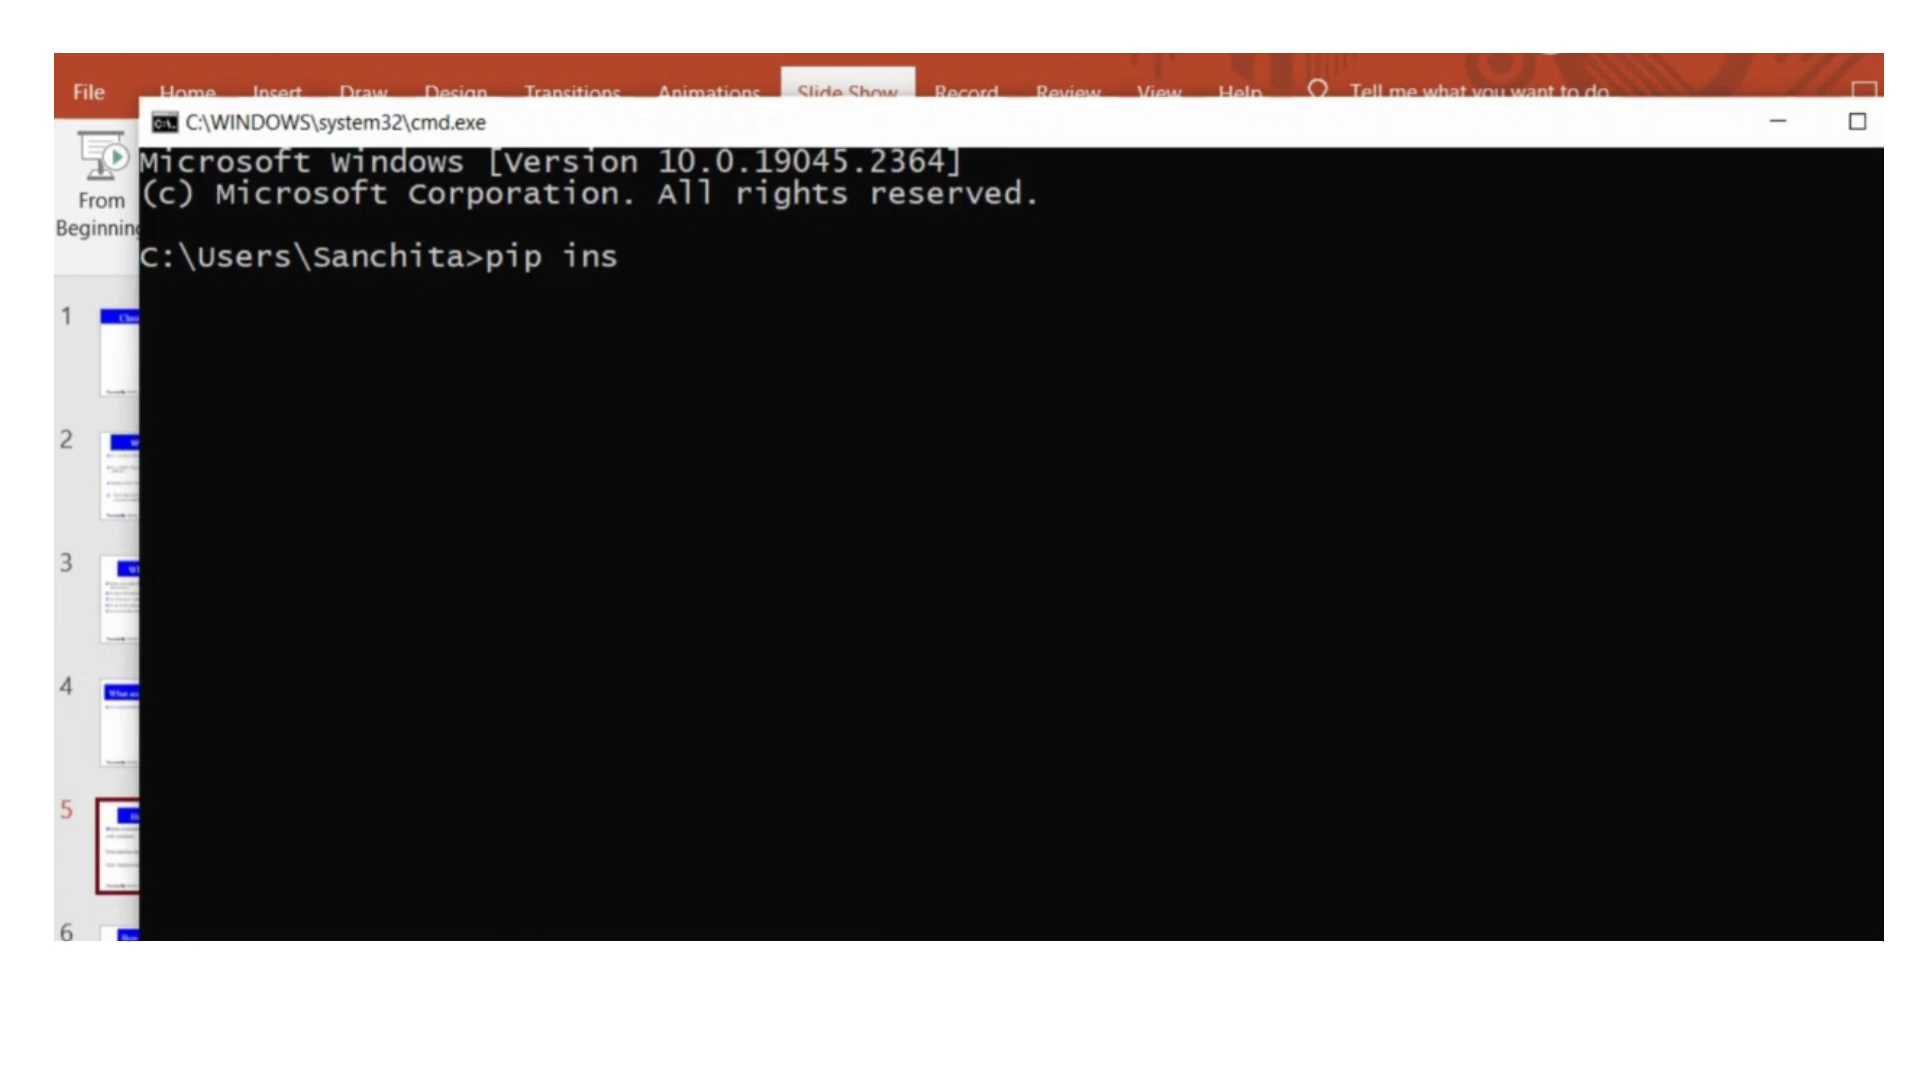 File Home Insert Draw Design Transitions Animations Slide Show Record Review View Help Tell me what you want to do
C:\WINDOWS\system32\cmd.exe
From
Beginning
Microsoft Windows [Version 10.0.19045.2364]
(c) Microsoft Corporation. All rights reserved.
C:\Users\Sanchita>pip ins
1
2
3
4
5
6